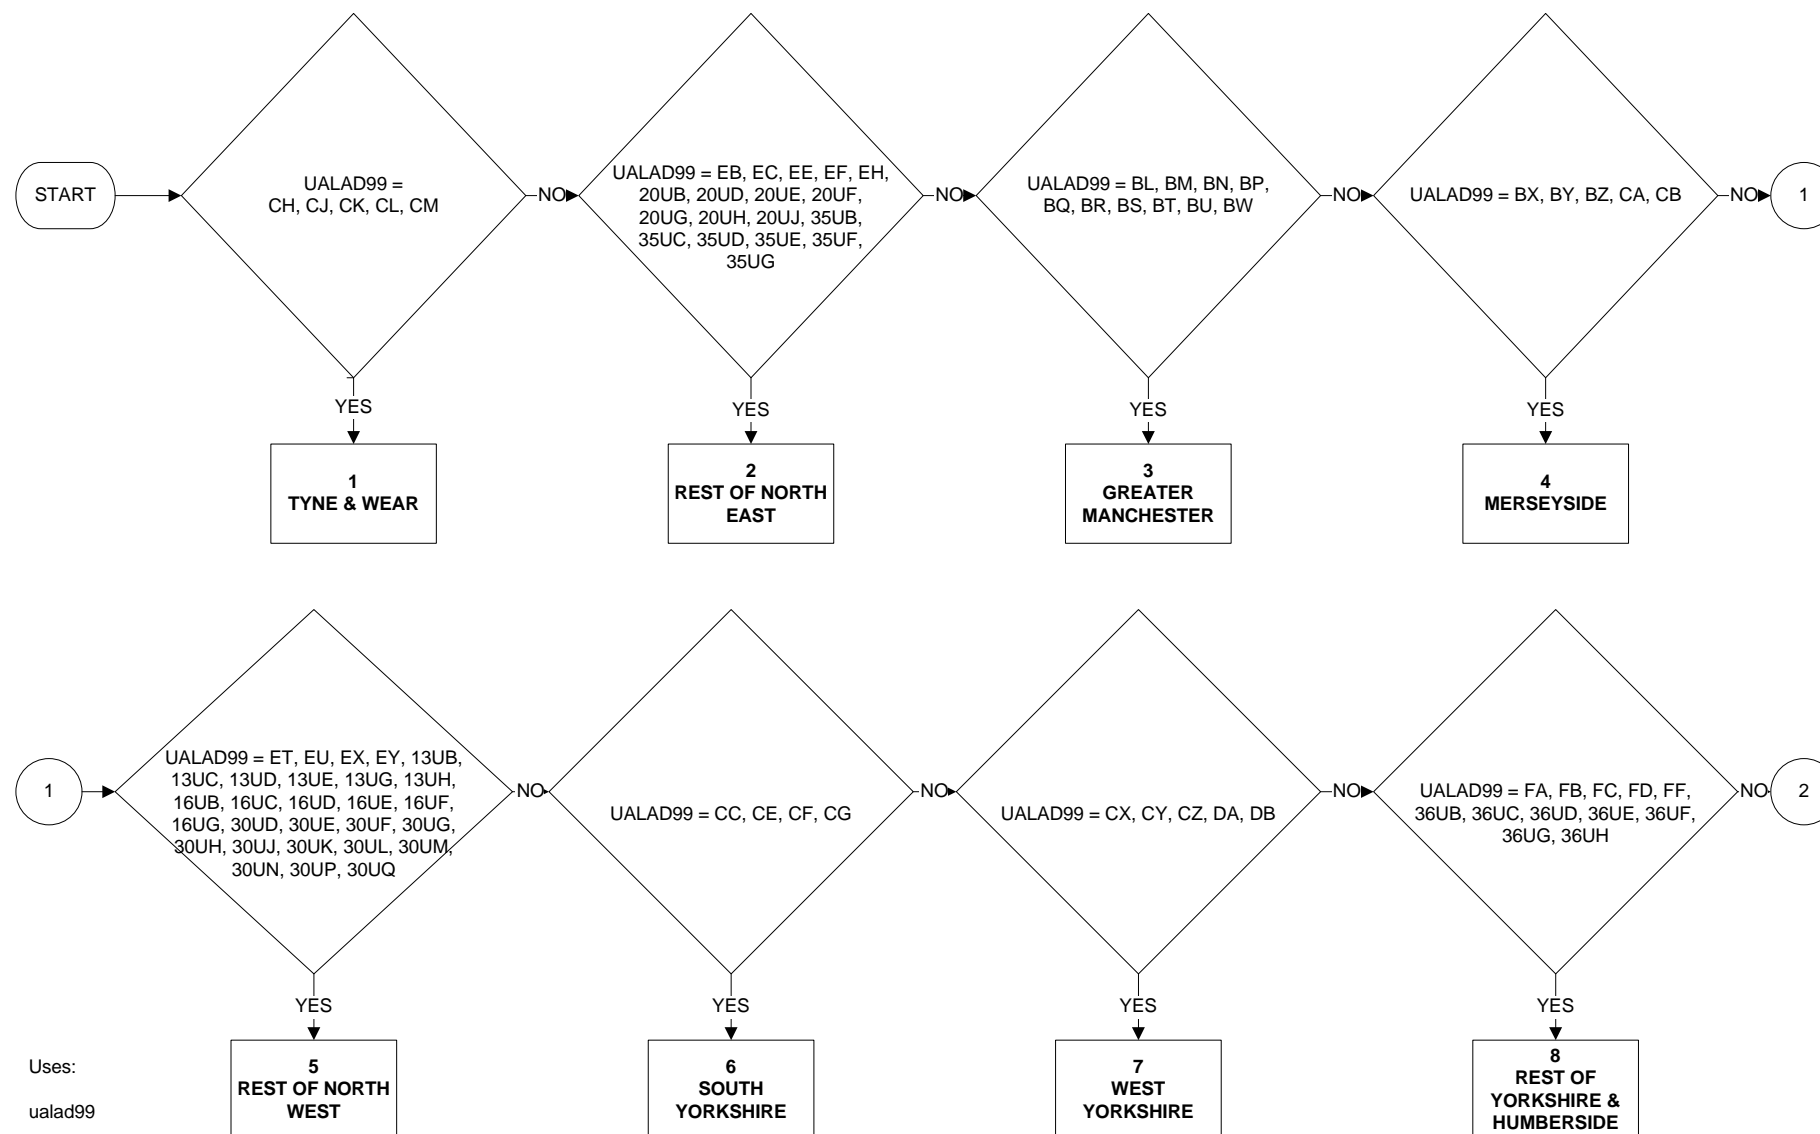 START
UALAD99 =
CH, CJ, CK, CL, CM
NO
UALAD99 = EB, EC, EE, EF, EH,
20UB, 20UD, 20UE, 20UF,
20UG, 20UH, 20UJ, 35UB,
35UC, 35UD, 35UE, 35UF,
35UG
NO
UALAD99 = BL, BM, BN, BP,
BQ, BR, BS, BT, BU, BW
NO
UALAD99 = BX, BY, BZ, CA, CB
NO
1
YES
YES
YES
YES
1
TYNE & WEAR
2
REST OF NORTH
EAST
3
GREATER
MANCHESTER
4
MERSEYSIDE
1
UALAD99 = ET, EU, EX, EY, 13UB,
13UC, 13UD, 13UE, 13UG, 13UH,
16UB, 16UC, 16UD, 16UE, 16UF,
16UG, 30UD, 30UE, 30UF, 30UG,
30UH, 30UJ, 30UK, 30UL, 30UM,
30UN, 30UP, 30UQ
NO
UALAD99 = CC, CE, CF, CG
NO
UALAD99 = CX, CY, CZ, DA, DB
NO
UALAD99 = FA, FB, FC, FD, FF,
36UB, 36UC, 36UD, 36UE, 36UF,
36UG, 36UH
NO
2
YES
YES
YES
YES
5
REST OF NORTH
WEST
6
SOUTH
YORKSHIRE
7
WEST
YORKSHIRE
8
REST OF
YORKSHIRE &
HUMBERSIDE
Uses:
ualad99